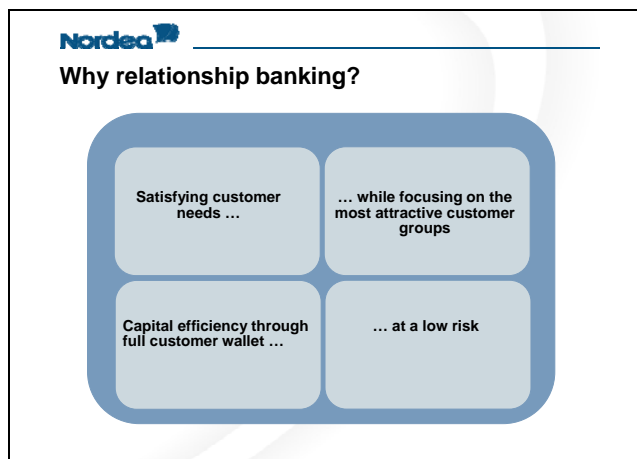 Nordea
Why relationship banking?
Satisfying customer
needs …
… while focusing on the
most attractive customer
groups
Capital efficiency through
full customer wallet …
… at a low risk